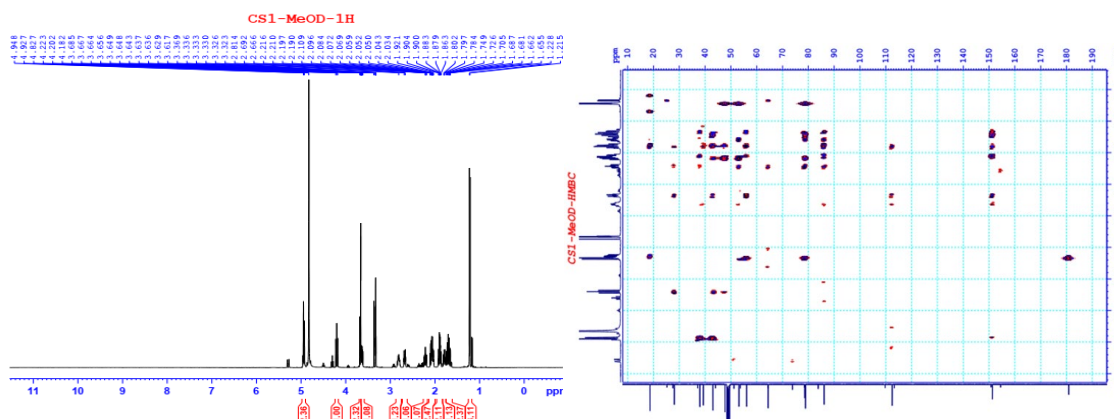 CS1-MeOD-1H
4.948 4.927 4.827 4.223 4.202 4.182 3.685 3.667 3.664 3.656 3.649 3.648 3.643 3.637 3.636 3.629 3.617 3.369 3.336 3.333 3.330 3.326 3.323 2.814 2.692 2.666 2.216 2.210 2.197 2.190 2.109 2.096 2.084 2.072 2.069 2.059 2.052 2.050 2.043 2.034 1.921 1.904 1.900 1.883 1.879 1.863 1.802 1.797 1.784 1.749 1.726 1.705 1.687 1.681 1.662 1.655 1.228 1.215
11 10 9 8 7 6 5 4 3 2 1 0 ppm
ppm 10 20 30 40 50 60 70 80 90 100 110 120 130 140 150 160 170 180 190
CS1-MeOD-HMBC